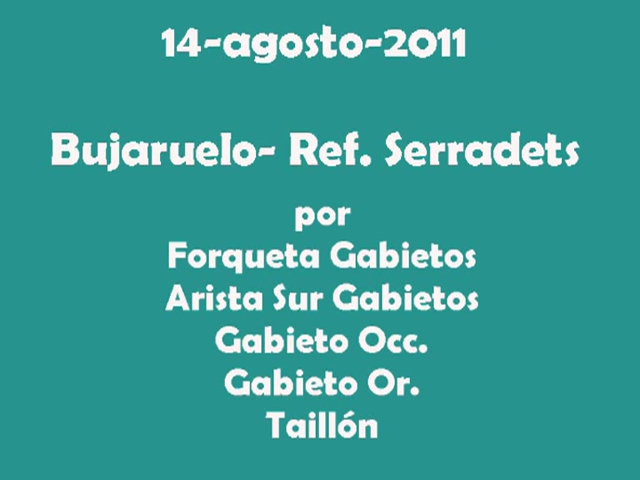 14-agosto-2011
Bujaruelo- Ref. Serradets
por
Forqueta Gabietos
Arista Sur Gabietos
Gabieto Occ.
Gabieto Or.
Taillón